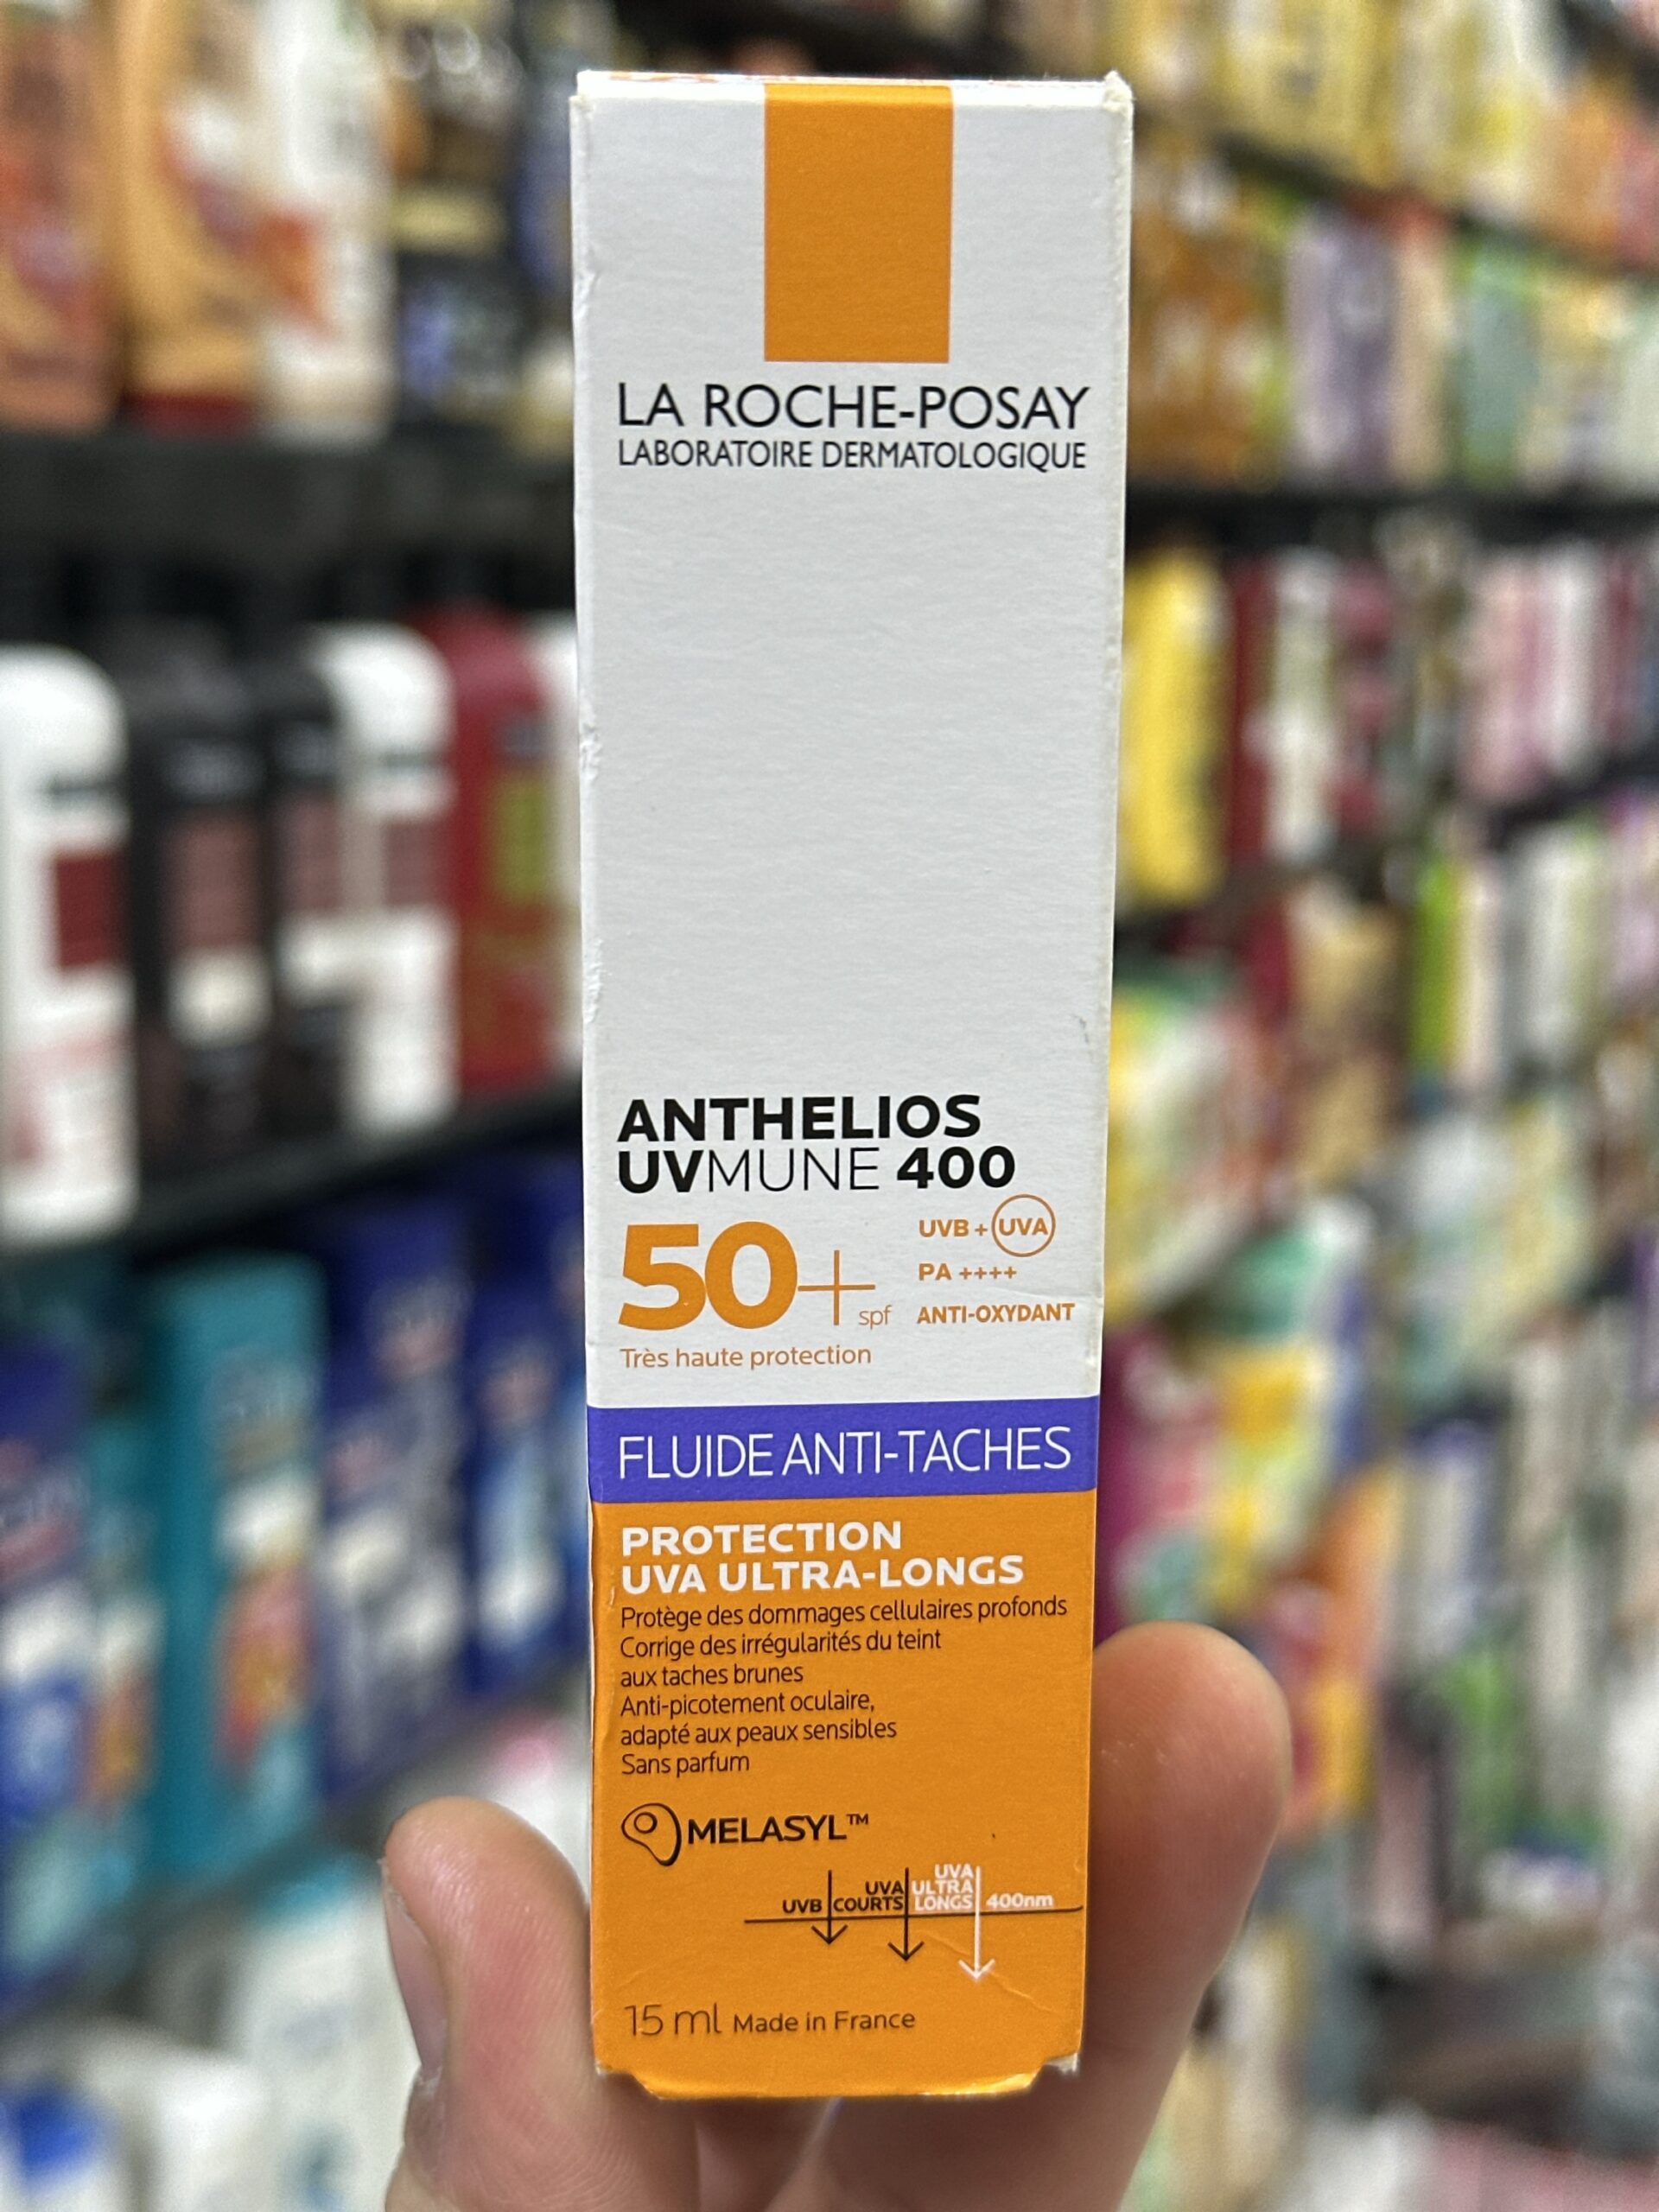 LA ROCHE-POSAY
LABORATOIRE DERMATOLOGIQUE
ANTHELIOS
UVMUNE 400
50+ spf
UVB + UVA
PA ++++
ANTI-OXYDANT
Très haute protection
FLUIDE ANTI-TACHES
PROTECTION
UVA ULTRA-LONGS
Protège des dommages cellulaires profonds
Corrige des irrégularités du teint
aux taches brunes
Anti-picotement oculaire,
adapté aux peaux sensibles
Sans parfum
MELASYL™
UVB
UVA
COURTS
UVA
ULTRA
LONGS
400nm
15 ml Made in France